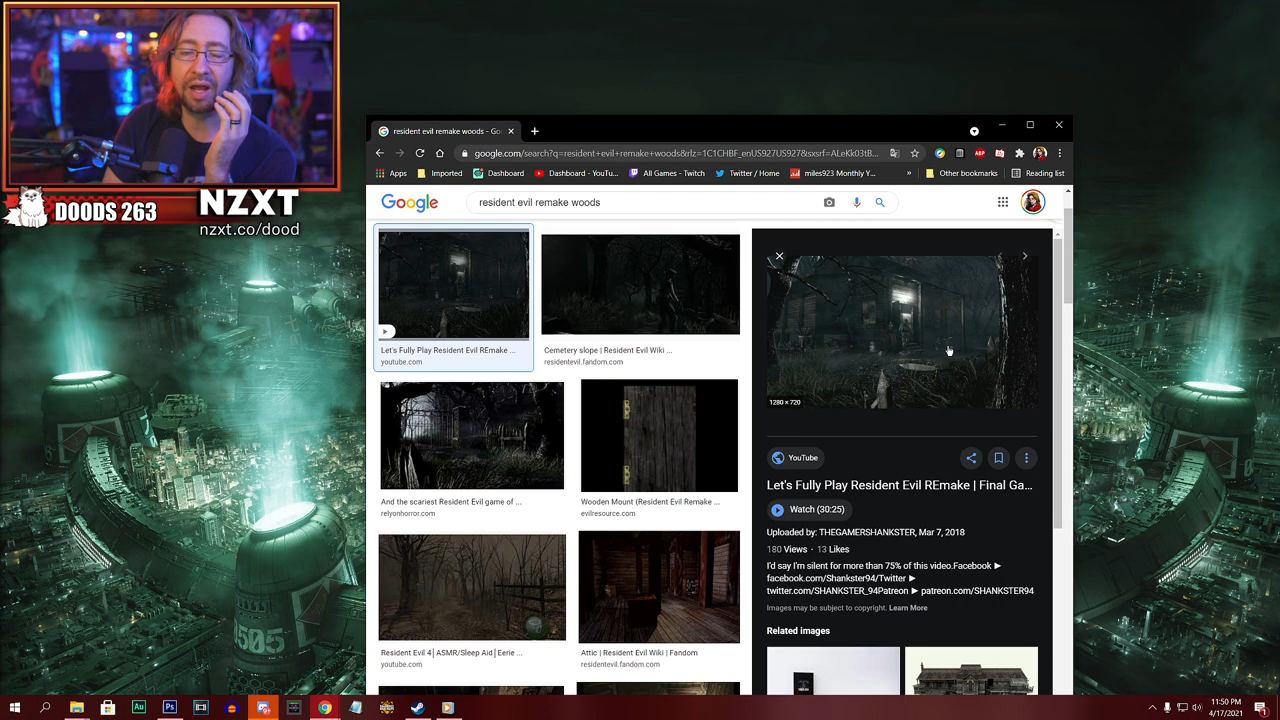 DOODS 263
NZXT
nzxt.co/dood
resident evil remake woods - Go
google.com/search?q=resident+evil+remake+woods&rlz=1C1CHBF_enUS927US927&sxsrf=ALeKk03tB...
Apps
Imported
Dashboard
Dashboard - YouTu...
All Games - Twitch
Twitter / Home
miles923 Monthly Y...
»
Other bookmarks
Reading list
Google
resident evil remake woods
Let's Fully Play Resident Evil REmake ...
youtube.com
Cemetery slope | Resident Evil Wiki ...
residentevil.fandom.com
And the scariest Resident Evil game of ...
relyonhorror.com
Wooden Mount (Resident Evil Remake ...
evilresource.com
Resident Evil 4│ASMR/Sleep Aid│Eerie ...
youtube.com
Attic | Resident Evil Wiki | Fandom
residentevil.fandom.com
1280 × 720
YouTube
Let's Fully Play Resident Evil REmake | Final Ga...
Watch (30:25)
Uploaded by: THEGAMERSHANKSTER, Mar 7, 2018
180 Views · 13 Likes
I'd say I'm silent for more than 75% of this video.Facebook ►
facebook.com/Shankster94/Twitter ►
twitter.com/SHANKSTER_94Patreon ► patreon.com/SHANKSTER94
Images may be subject to copyright. Learn More
Related images
ABP
Au
Ps
11:50 PM
4/17/2021